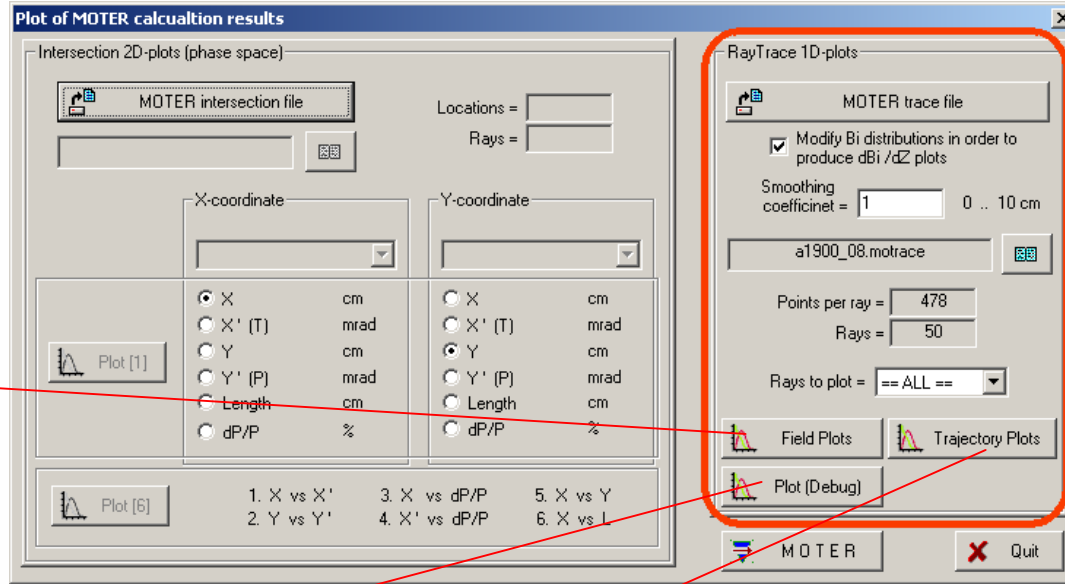 Plot of MOTER calcualtion results
Intersection 2D-plots (phase space)
MOTER intersection file
Locations =
Rays =
X-coordinate
Y-coordinate
Plot [1]
X cm
X ' (T) mrad
Y cm
Y ' (P) mrad
Length cm
dP/P %
X cm
X ' (T) mrad
Y cm
Y ' (P) mrad
Length cm
dP/P %
Plot [6]
1. X vs X' 3. X vs dP/P 5. X vs Y
2. Y vs Y' 4. X' vs dP/P 6. X vs L
RayTrace 1D-plots
MOTER trace file
Modify Bi distributions in order to
produce dBi /dZ plots
Smoothing
coefficinet = 1 0 .. 10 cm
a1900_08.motrace
Points per ray = 478
Rays = 50
Rays to plot = == ALL ==
Field Plots
Trajectory Plots
Plot (Debug)
M O T E R
Quit